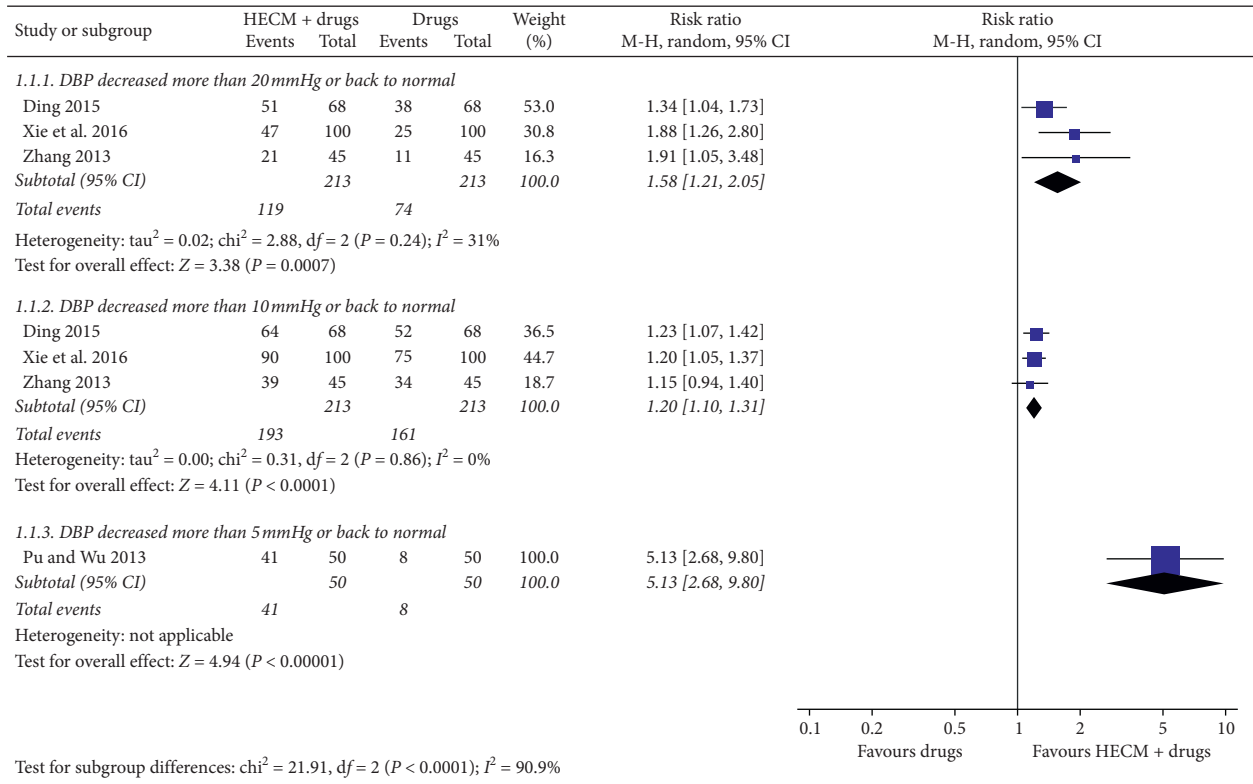 Study or subgroup HECM + drugs Drugs Weight Risk ratio Risk ratio
Events Total Events Total (%) M-H, random, 95% CI M-H, random, 95% CI
1.1.1. DBP decreased more than 20 mmHg or back to normal
Ding 2015 51 68 38 68 53.0 1.34 [1.04, 1.73]
Xie et al. 2016 47 100 25 100 30.8 1.88 [1.26, 2.80]
Zhang 2013 21 45 11 45 16.3 1.91 [1.05, 3.48]
Subtotal (95% CI) 213 213 100.0 1.58 [1.21, 2.05]
Total events 119 74
Heterogeneity: tau² = 0.02; chi² = 2.88, df = 2 (P = 0.24); I² = 31%
Test for overall effect: Z = 3.38 (P = 0.0007)
1.1.2. DBP decreased more than 10 mmHg or back to normal
Ding 2015 64 68 52 68 36.5 1.23 [1.07, 1.42]
Xie et al. 2016 90 100 75 100 44.7 1.20 [1.05, 1.37]
Zhang 2013 39 45 34 45 18.7 1.15 [0.94, 1.40]
Subtotal (95% CI) 213 213 100.0 1.20 [1.10, 1.31]
Total events 193 161
Heterogeneity: tau² = 0.00; chi² = 0.31, df = 2 (P = 0.86); I² = 0%
Test for overall effect: Z = 4.11 (P < 0.0001)
1.1.3. DBP decreased more than 5 mmHg or back to normal
Pu and Wu 2013 41 50 8 50 100.0 5.13 [2.68, 9.80]
Subtotal (95% CI) 50 50 100.0 5.13 [2.68, 9.80]
Total events 41 8
Heterogeneity: not applicable
Test for overall effect: Z = 4.94 (P < 0.00001)
0.1 0.2 0.5 1 2 5 10
Favours drugs Favours HECM + drugs
Test for subgroup differences: chi² = 21.91, df = 2 (P < 0.0001); I² = 90.9%